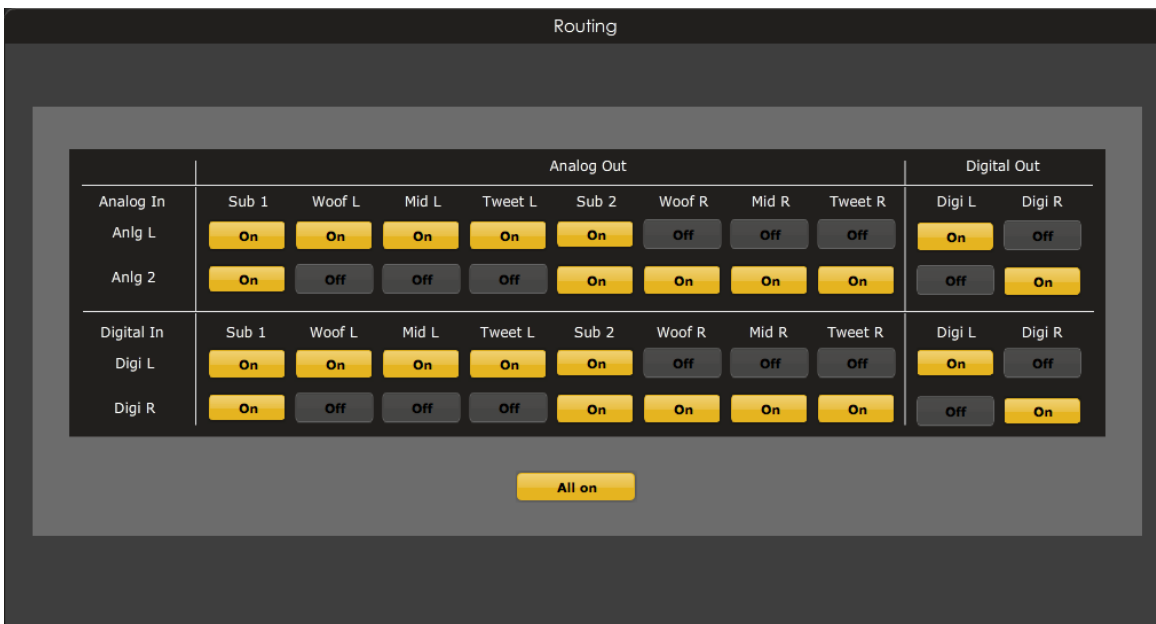 Routing
Analog Out Digital Out
Analog In Sub 1 Woof L Mid L Tweet L Sub 2 Woof R Mid R Tweet R Digi L Digi R
Anlg L On On On On On Off Off Off On Off
Anlg 2 On Off Off Off On On On On Off On
Digital In Sub 1 Woof L Mid L Tweet L Sub 2 Woof R Mid R Tweet R Digi L Digi R
Digi L On On On On On Off Off Off On Off
Digi R On Off Off Off On On On On Off On
All on